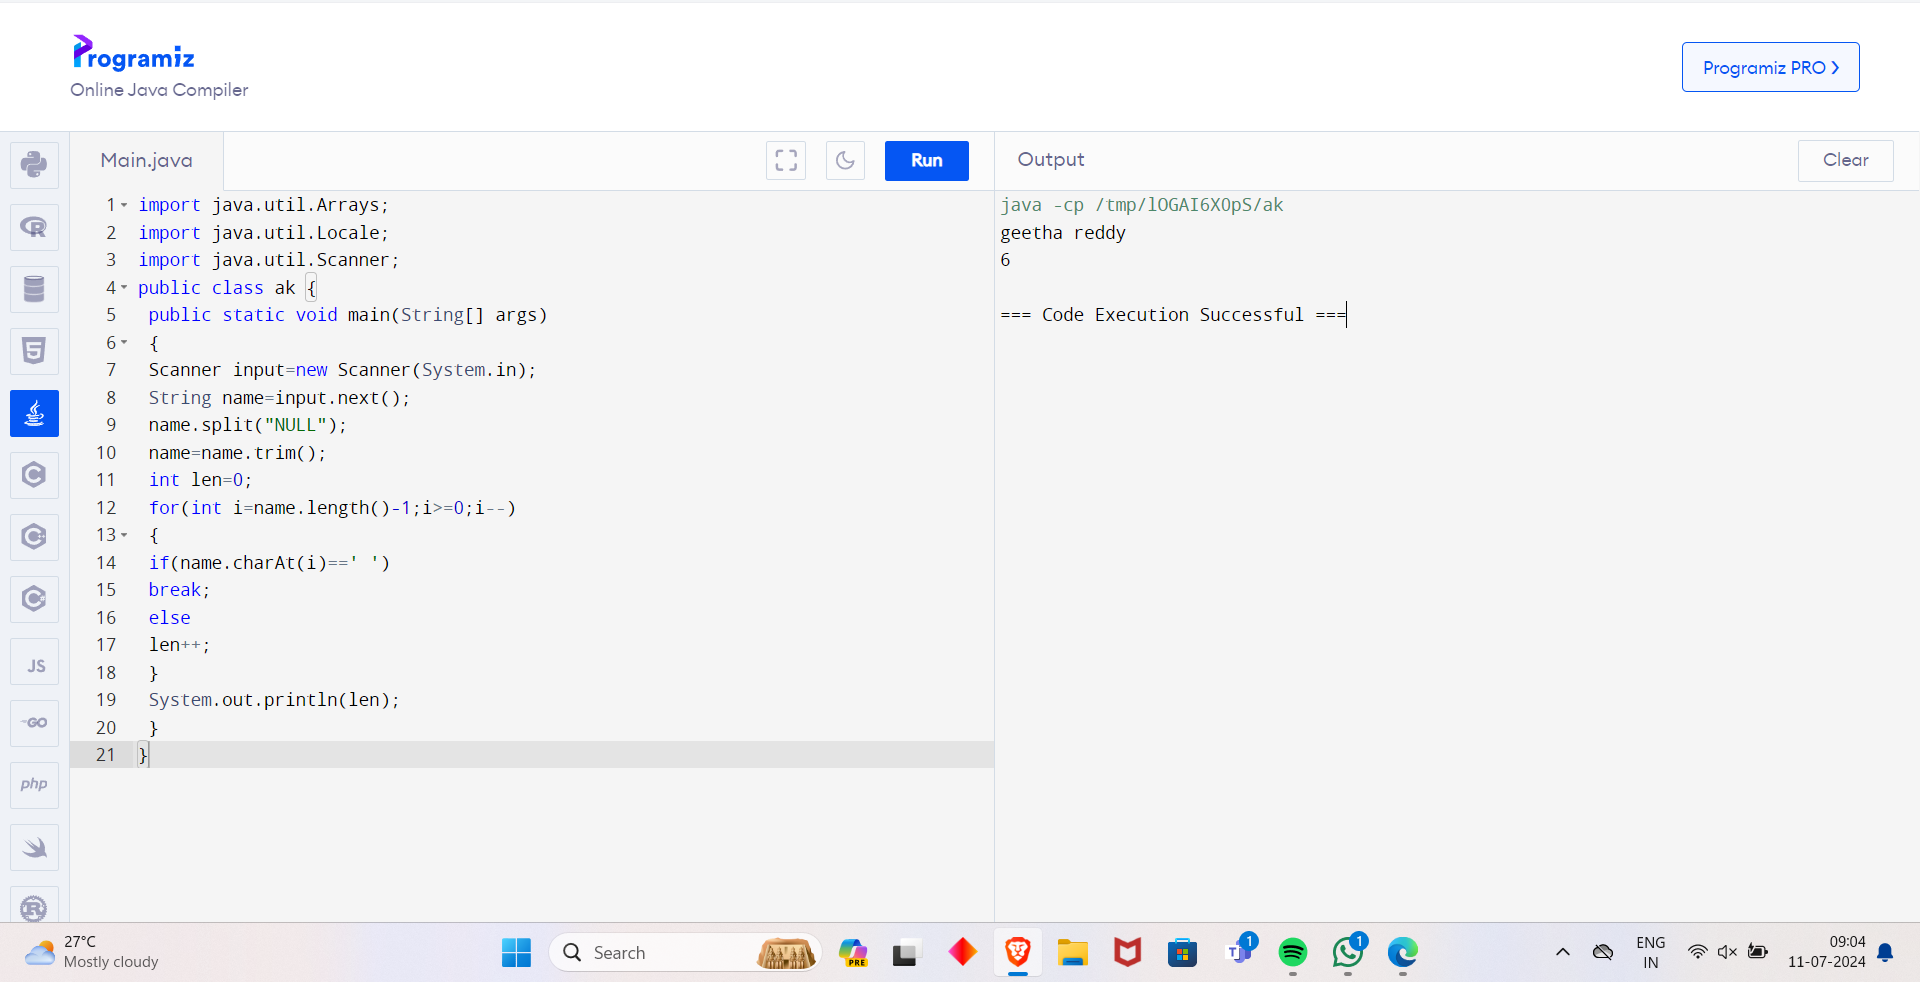 Programiz
Online Java Compiler
Programiz PRO ❯
Main.java
Run
Output
Clear
1 import java.util.Arrays;
2 import java.util.Locale;
3 import java.util.Scanner;
4 public class ak {
5 public static void main(String[] args)
6 {
7 Scanner input=new Scanner(System.in);
8 String name=input.next();
9 name.split("NULL");
10 name=name.trim();
11 int len=0;
12 for(int i=name.length()-1;i>=0;i--)
13 {
14 if(name.charAt(i)==' ')
15 break;
16 else
17 len++;
18 }
19 System.out.println(len);
20 }
21 }
java -cp /tmp/lOGAI6XOpS/ak
geetha reddy
6
=== Code Execution Successful ===
R
5
C
C
C
JS
GO
php
R
27°C
Mostly cloudy
Search
PRE
T
1
1
ENG
IN
09:04
11-07-2024